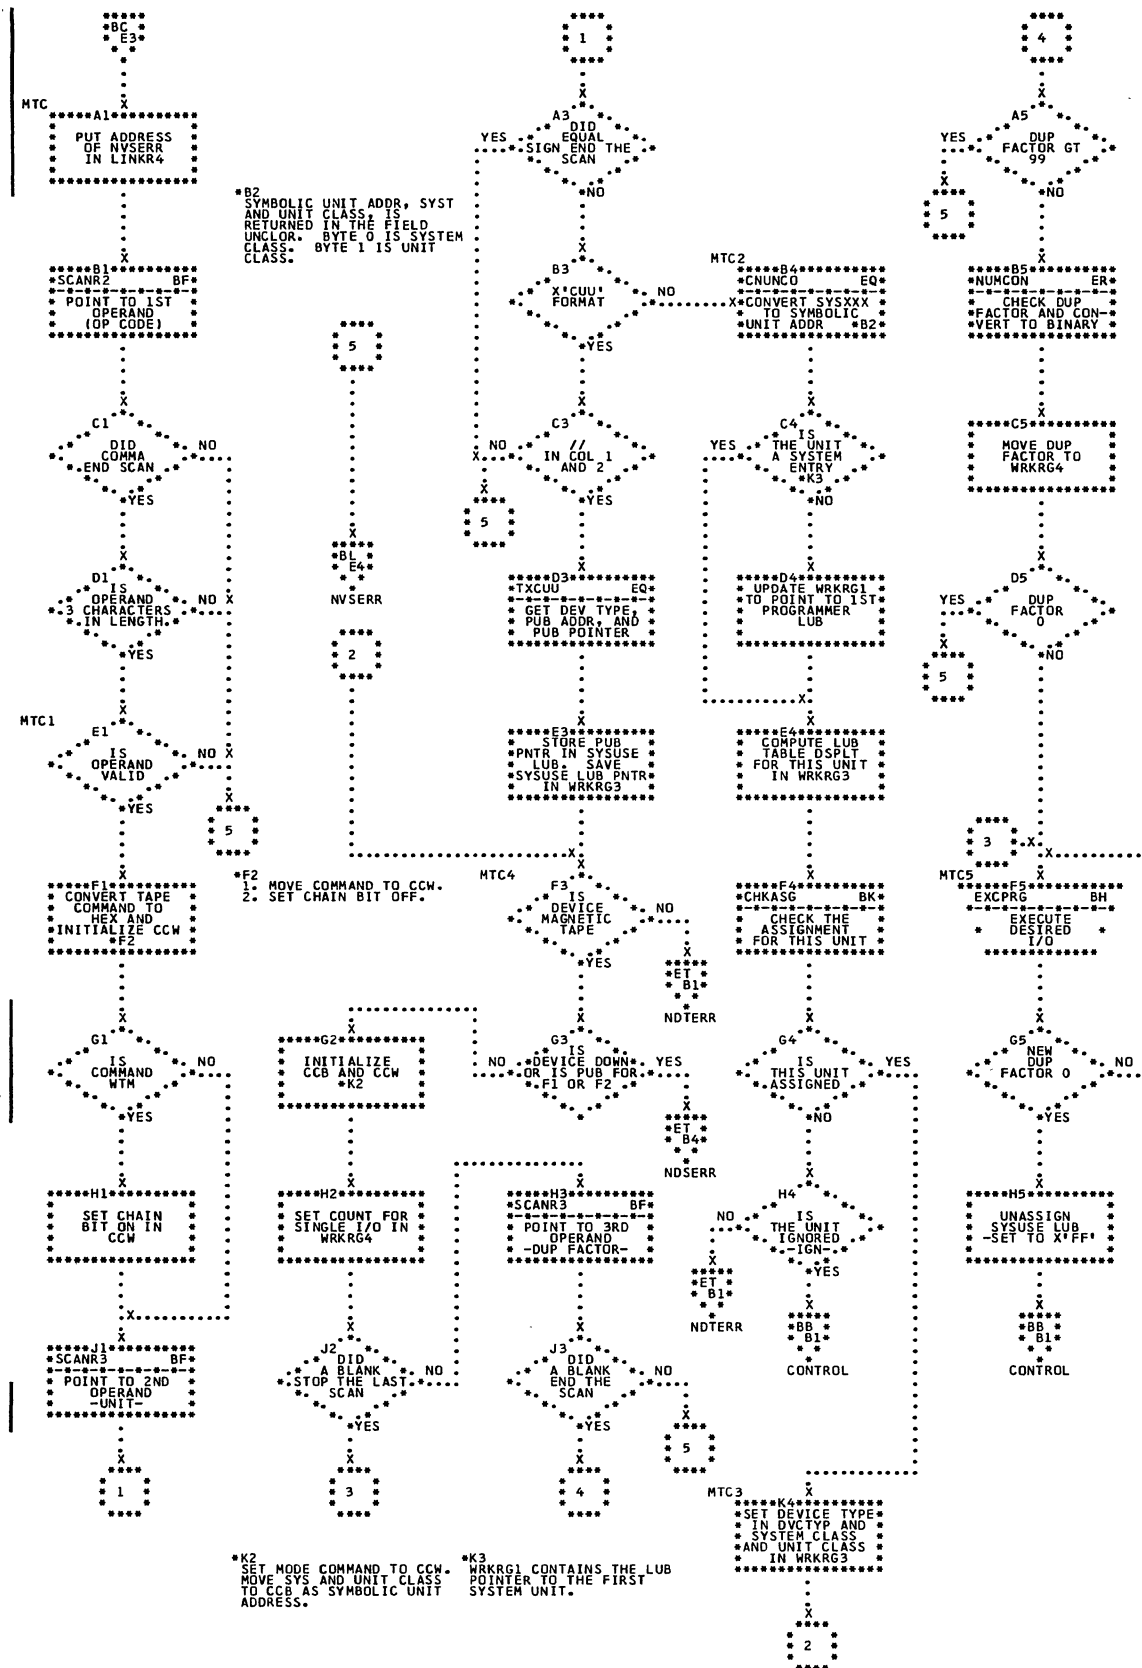 BC
E3
MTC
A1
PUT ADDRESS
OF NVSERR
IN LINKR4
B1
SCANR2 BF
POINT TO 1ST
OPERAND
(OP CODE)
C1
DID
COMMA
END SCAN
NO
YES
D1
IS
OPERAND
3 CHARACTERS
IN LENGTH
NO X
YES
MTC1
E1
IS
OPERAND
VALID
NO X
YES
5
F1
CONVERT TAPE
COMMAND TO
HEX AND
INITIALIZE CCW
*F2
G1
IS
COMMAND
WTM
NO
YES
H1
SET CHAIN
BIT ON IN
CCW
J1
SCANR3 BF
POINT TO 2ND
OPERAND
-UNIT-
1
*B2
SYMBOLIC UNIT ADDR, SYST
AND UNIT CLASS, IS
RETURNED IN THE FIELD
UNCLOR. BYTE 0 IS SYSTEM
CLASS. BYTE 1 IS UNIT
CLASS.
5
BL
E4
NVSERR
2
*F2
1. MOVE COMMAND TO CCW.
2. SET CHAIN BIT OFF.
G2
INITIALIZE
CCB AND CCW
*K2
H2
SET COUNT FOR
SINGLE I/O IN
WRKRG4
J2
DID
A BLANK
STOP THE LAST
SCAN
NO
YES
3
*K2
SET MODE COMMAND TO CCW.
MOVE SYS AND UNIT CLASS
TO CCB AS SYMBOLIC UNIT
ADDRESS.
1
A3
DID
EQUAL
SIGN END THE
SCAN
YES
NO
B3
X'CUU'
FORMAT
NO
YES
C3
//
IN COL 1
AND 2
NO
YES
5
D3
TXCUU EQ
GET DEV TYPE,
PUB ADDR, AND
PUB POINTER
E3
STORE PUB
PNTR IN SYSUSE
LUB. SAVE
SYSUSE LUB PNTR
IN WRKRG3
MTC4
F3
IS
DEVICE
MAGNETIC
TAPE
NO
YES
ET
B1
NDTERR
G3
IS
DEVICE DOWN
OR IS PUB FOR
F1 OR F2
NO
YES
ET
B4
NDSERR
H3
SCANR3 BF
POINT TO 3RD
OPERAND
-DUP FACTOR-
J3
DID
A BLANK
END THE
SCAN
NO
YES
5
4
*K3
WRKRG1 CONTAINS THE LUB
POINTER TO THE FIRST
SYSTEM UNIT.
MTC2
B4
CNUNCO EQ
CONVERT SYSXXX
TO SYMBOLIC
UNIT ADDR *B2
C4
IS
THE UNIT
A SYSTEM
ENTRY
*K3
YES
NO
D4
UPDATE WRKRG1
TO POINT TO 1ST
PROGRAMMER
LUB
E4
COMPUTE LUB
TABLE DSPLT
FOR THIS UNIT
IN WRKRG3
F4
CHKASG BK
CHECK THE
ASSIGNMENT
FOR THIS UNIT
G4
IS
THIS UNIT
ASSIGNED
YES
NO
H4
IS
THE UNIT
IGNORED
-IGN-
NO
YES
ET
B1
NDTERR
BB
B1
CONTROL
MTC3
K4
SET DEVICE TYPE
IN DVCTYP AND
SYSTEM CLASS
AND UNIT CLASS
IN WRKRG3
2
4
A5
DUP
FACTOR GT
99
YES
NO
5
B5
NUMCON ER
CHECK DUP
FACTOR AND CON-
VERT TO BINARY
C5
MOVE DUP
FACTOR TO
WRKRG4
D5
DUP
FACTOR
0
YES
NO
5
3
MTC5
F5
EXCPRG BH
EXECUTE
DESIRED
I/O
G5
NEW
DUP
FACTOR 0
NO
YES
H5
UNASSIGN
SYSUSE LUB
-SET TO X'FF'
BB
B1
CONTROL